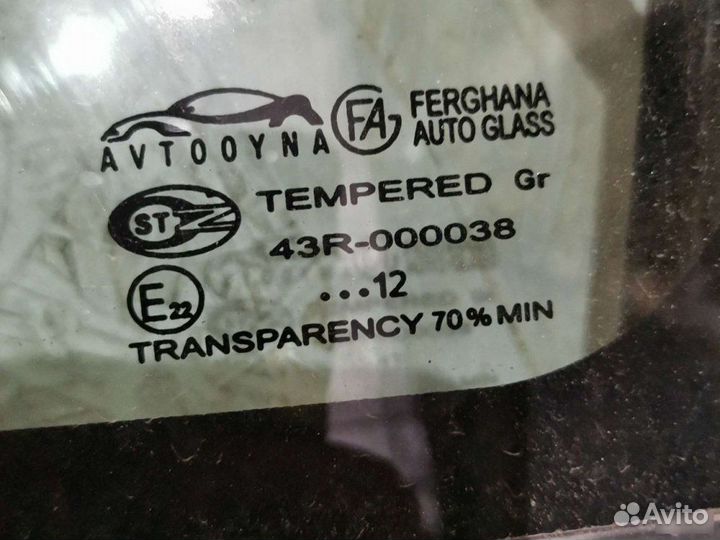 AVTOOYNA FA FERGHANA
AUTO GLASS
ST TEMPERED Gr
43R-000038
E22 ...12
TRANSPARENCY 70% MIN
Avito